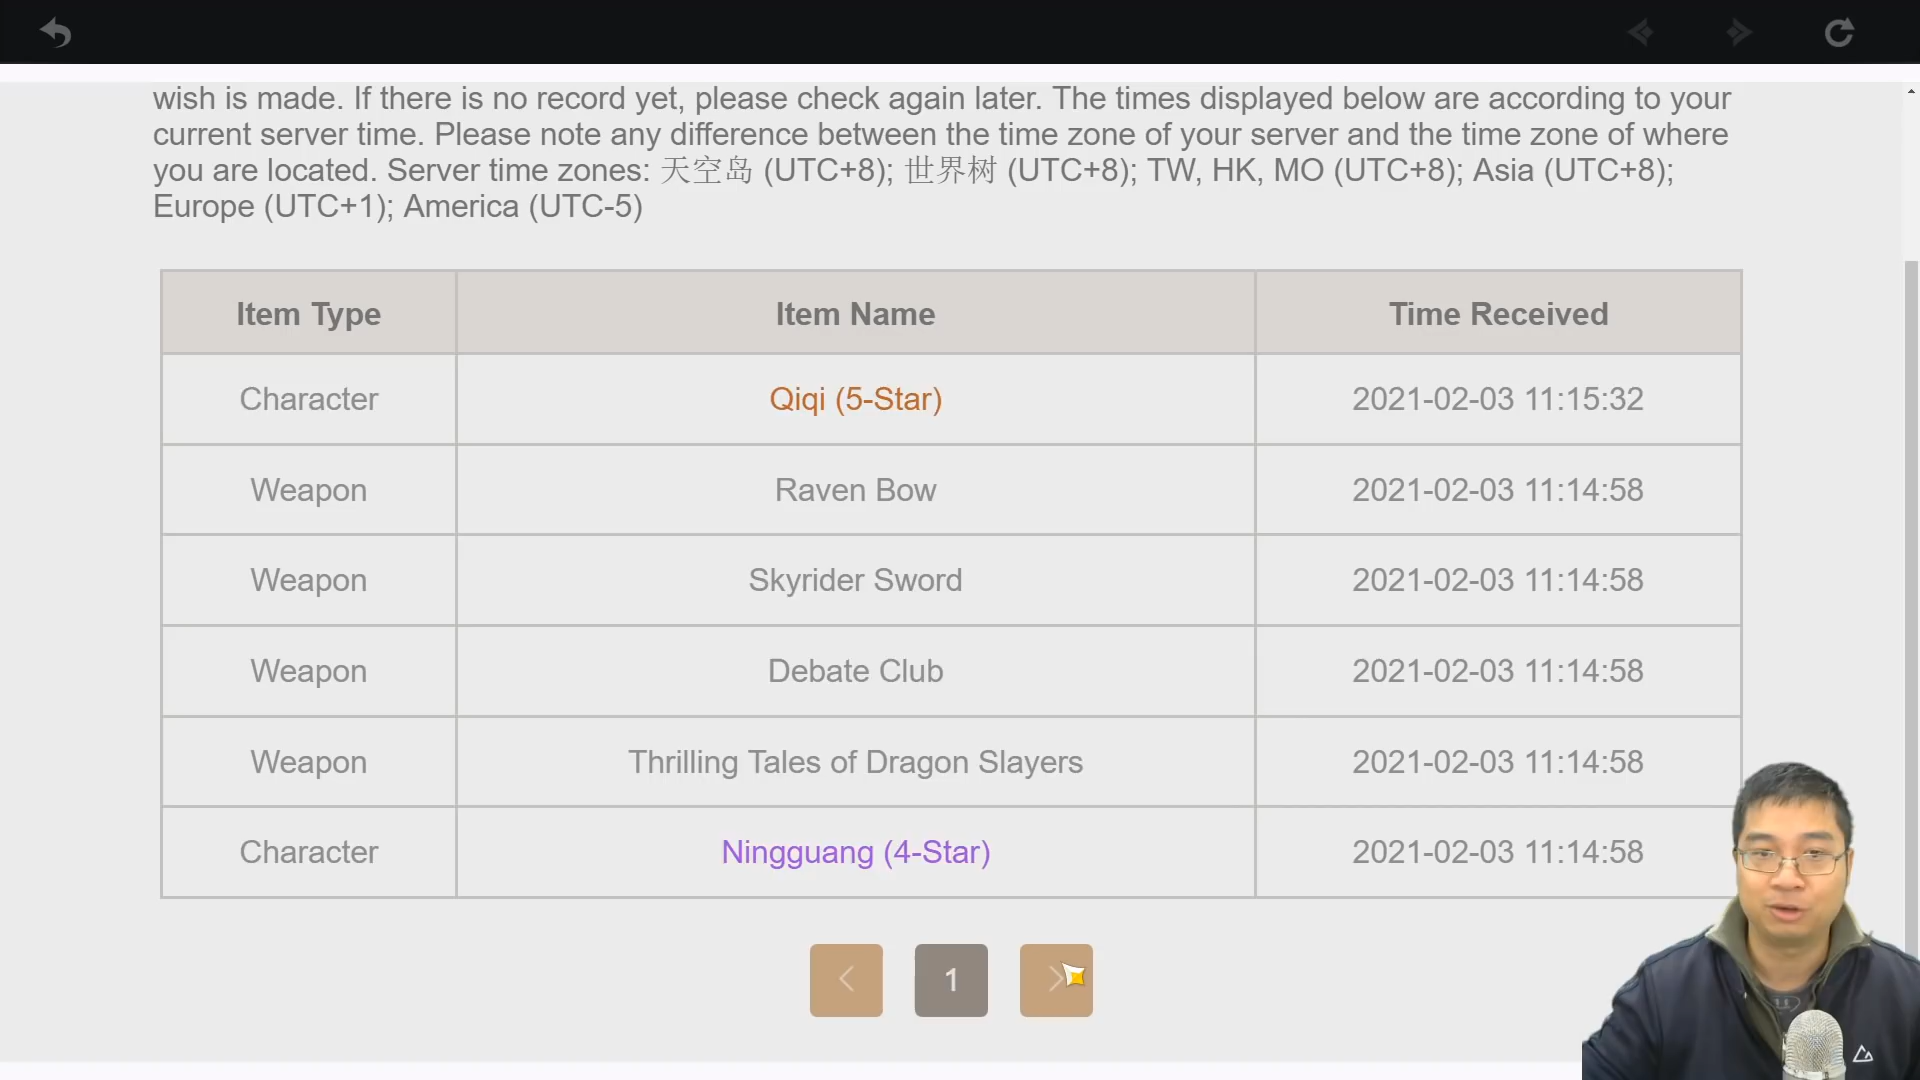 wish is made. If there is no record yet, please check again later. The times displayed below are according to your
current server time. Please note any difference between the time zone of your server and the time zone of where
you are located. Server time zones: 天空岛 (UTC+8); 世界树 (UTC+8); TW, HK, MO (UTC+8); Asia (UTC+8);
Europe (UTC+1); America (UTC-5)
Item Type Item Name Time Received
Character Qiqi (5-Star) 2021-02-03 11:15:32
Weapon Raven Bow 2021-02-03 11:14:58
Weapon Skyrider Sword 2021-02-03 11:14:58
Weapon Debate Club 2021-02-03 11:14:58
Weapon Thrilling Tales of Dragon Slayers 2021-02-03 11:14:58
Character Ningguang (4-Star) 2021-02-03 11:14:58
1